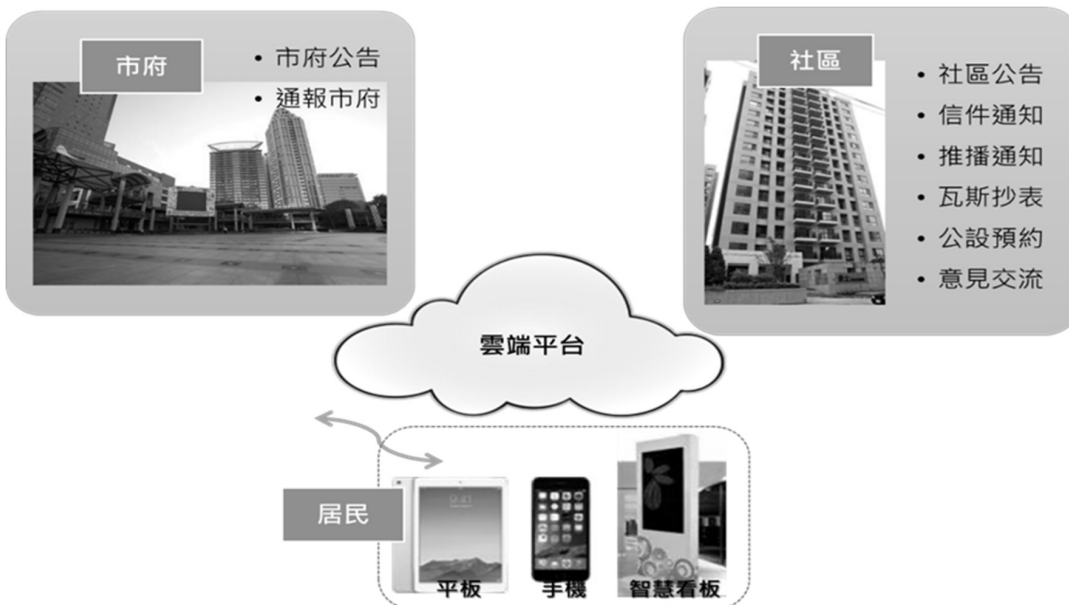 市府
• 市府公告
• 通報市府
社區
• 社區公告
• 信件通知
• 推播通知
• 瓦斯抄表
• 公設預約
• 意見交流
雲端平台
居民
平板
手機
智慧看板